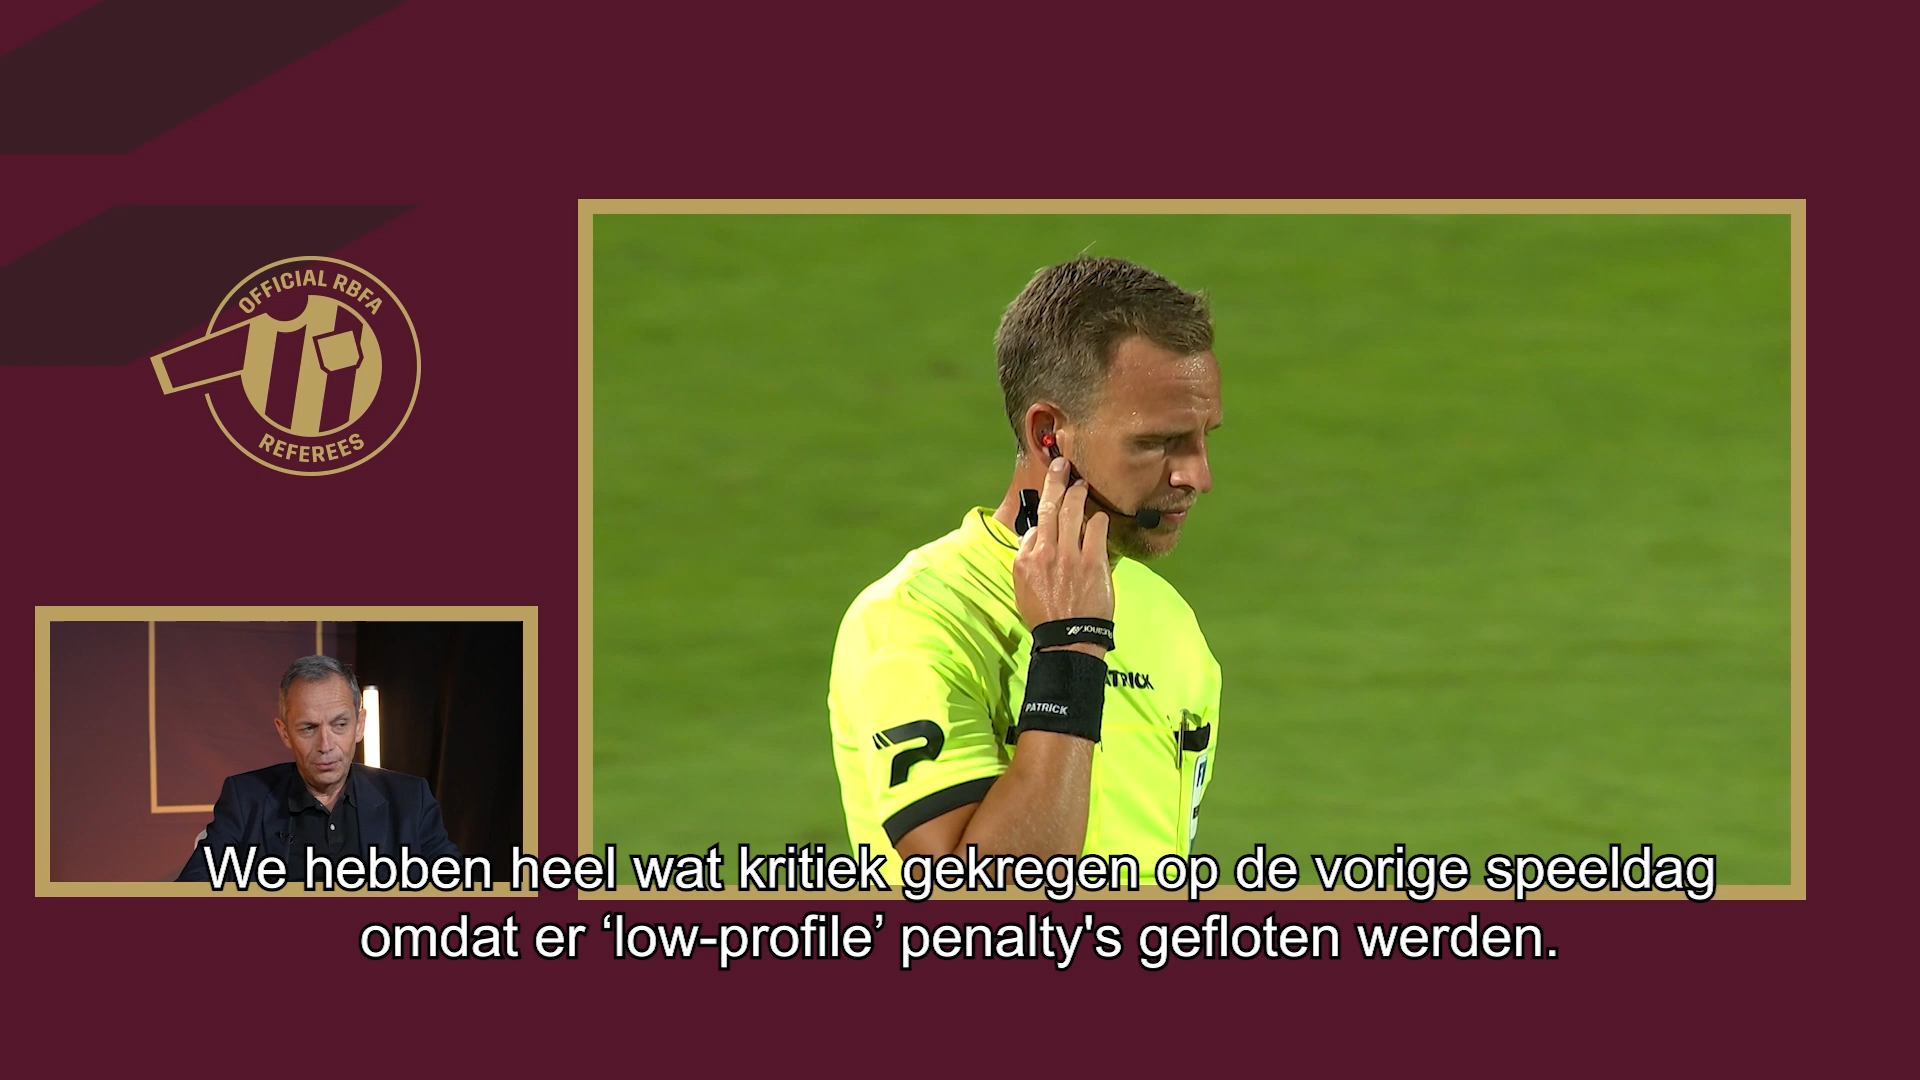 OFFICIAL RBFA
REFEREES
PATRICK
We hebben heel wat kritiek gekregen op de vorige speeldag
omdat er ‘low-profile’ penalty's gefloten werden.